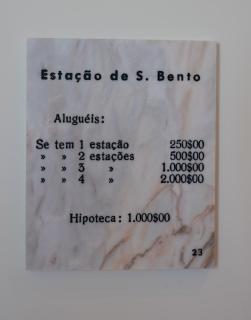 Estação de S. Bento
Aluguéis:
Se tem 1 estação 250$00
» » 2 estações 500$00
» » 3 » 1.000$00
» » 4 » 2.000$00
Hipoteca: 1.000$00
23